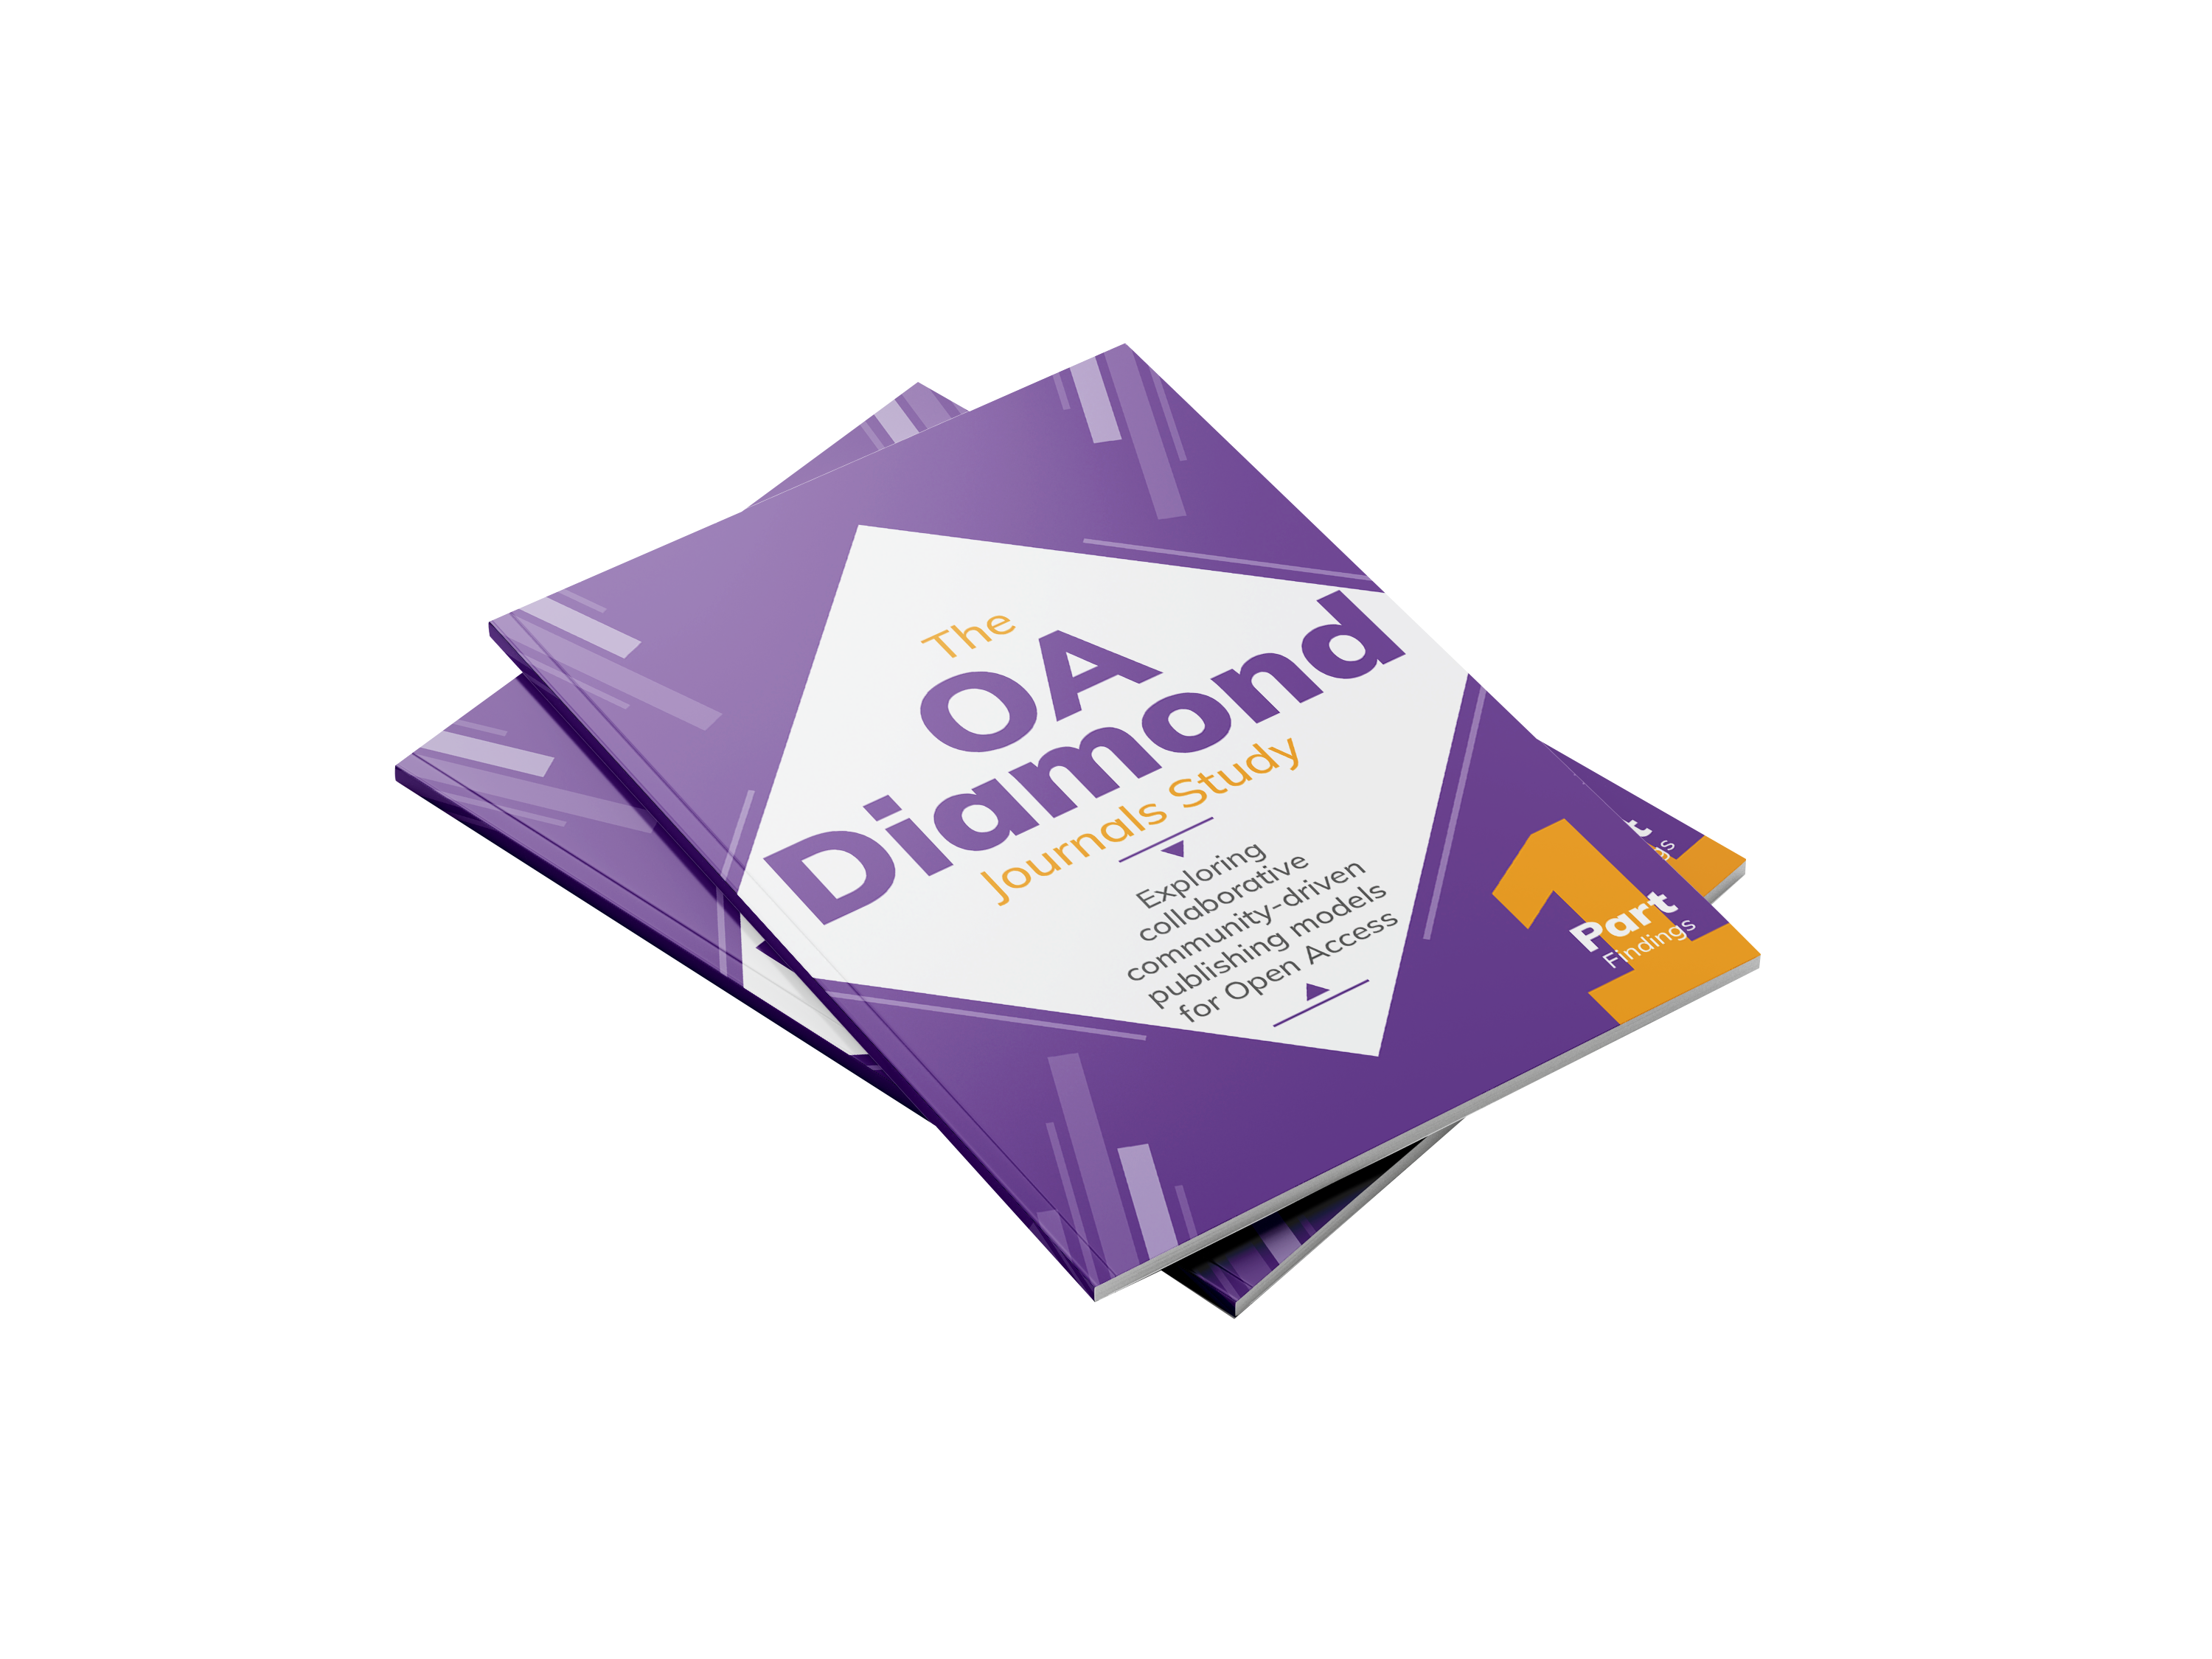 The
OA
Diamond
Journals Study
Exploring
collaborative
community-driven
publishing models
for Open Access
1
Part
Findings